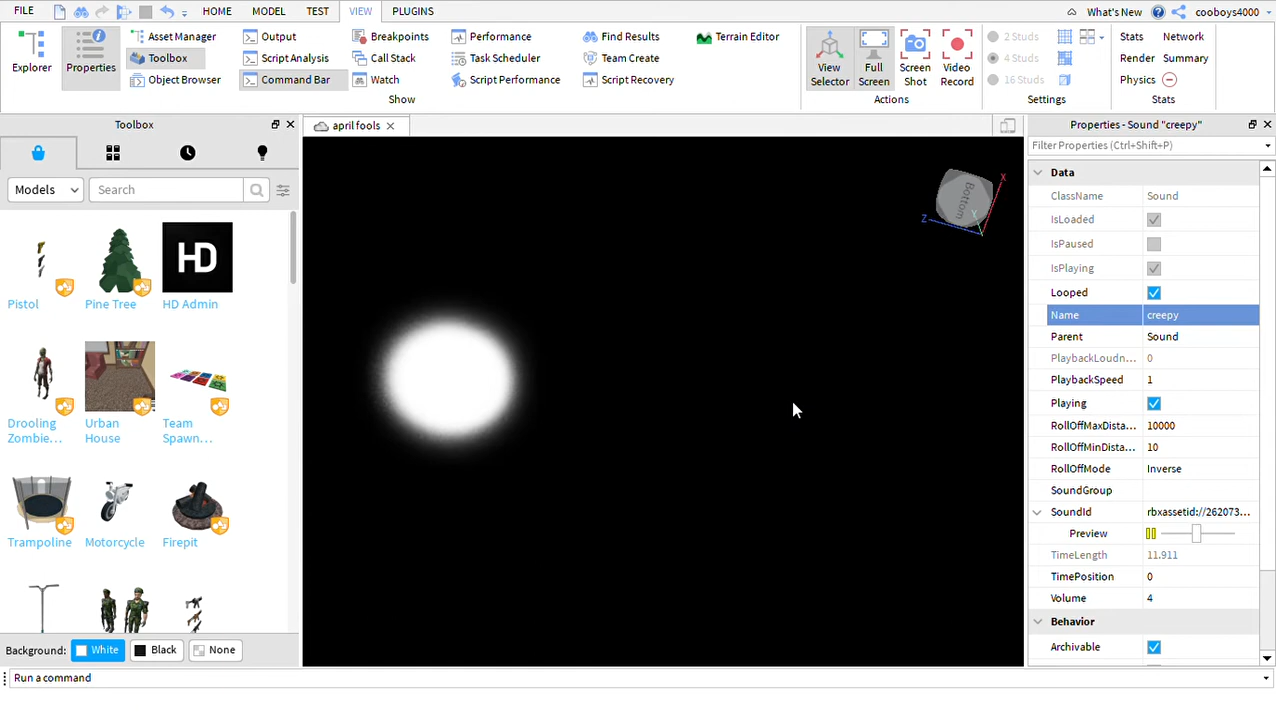 FILE
HOME
MODEL
TEST
VIEW
PLUGINS
What's New
cooboys4000
Explorer
Properties
Asset Manager
Toolbox
Object Browser
Output
Script Analysis
Command Bar
Breakpoints
Call Stack
Watch
Performance
Task Scheduler
Script Performance
Find Results
Team Create
Script Recovery
Terrain Editor
Show
View
Selector
Full
Screen
Screen
Shot
Video
Record
Actions
2 Studs
4 Studs
16 Studs
Settings
Stats
Network
Render
Summary
Physics
Stats
Toolbox
Models
Search
Pistol
Pine Tree
HD
HD Admin
Drooling
Zombie...
Urban
House
Team
Spawn...
Trampoline
Motorcycle
Firepit
Background:
White
Black
None
april fools
Bottom
X
Y
Z
Properties - Sound "creepy"
Filter Properties (Ctrl+Shift+P)
Data
ClassName Sound
IsLoaded
IsPaused
IsPlaying
Looped
Name creepy
Parent Sound
PlaybackLoudn... 0
PlaybackSpeed 1
Playing
RollOffMaxDista... 10000
RollOffMinDista... 10
RollOffMode Inverse
SoundGroup
SoundId rbxassetid://262073...
Preview
TimeLength 11.911
TimePosition 0
Volume 4
Behavior
Archivable
Run a command